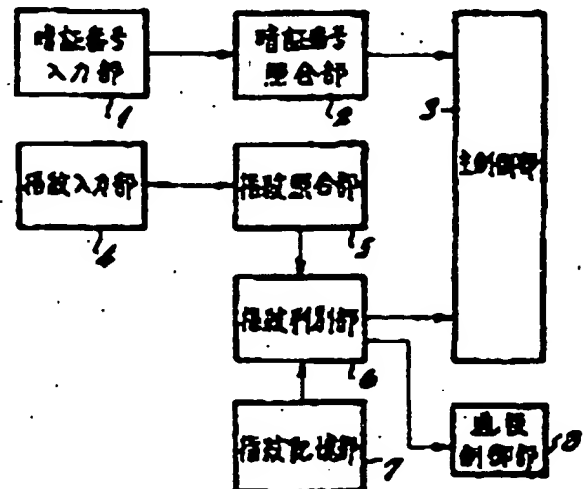 暗証番号
入力部
1
暗証番号
照合部
2
3
主制御部
指紋入力部
4
指紋照合部
5
指紋判別部
6
指紋記憶部
7
制御部
8